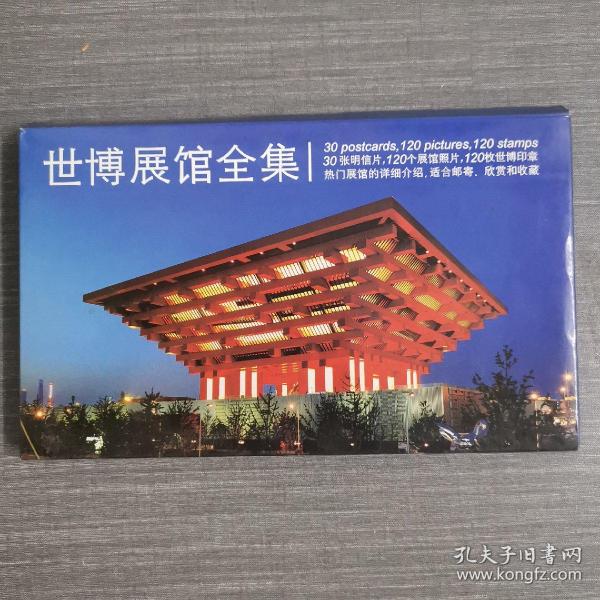 世博展馆全集
30 postcards,120 pictures,120 stamps
30张明信片,120个展馆照片,120枚世博印章
热门展馆的详细介绍,适合邮寄、欣赏和收藏
孔夫子旧书网
www.kongfz.com